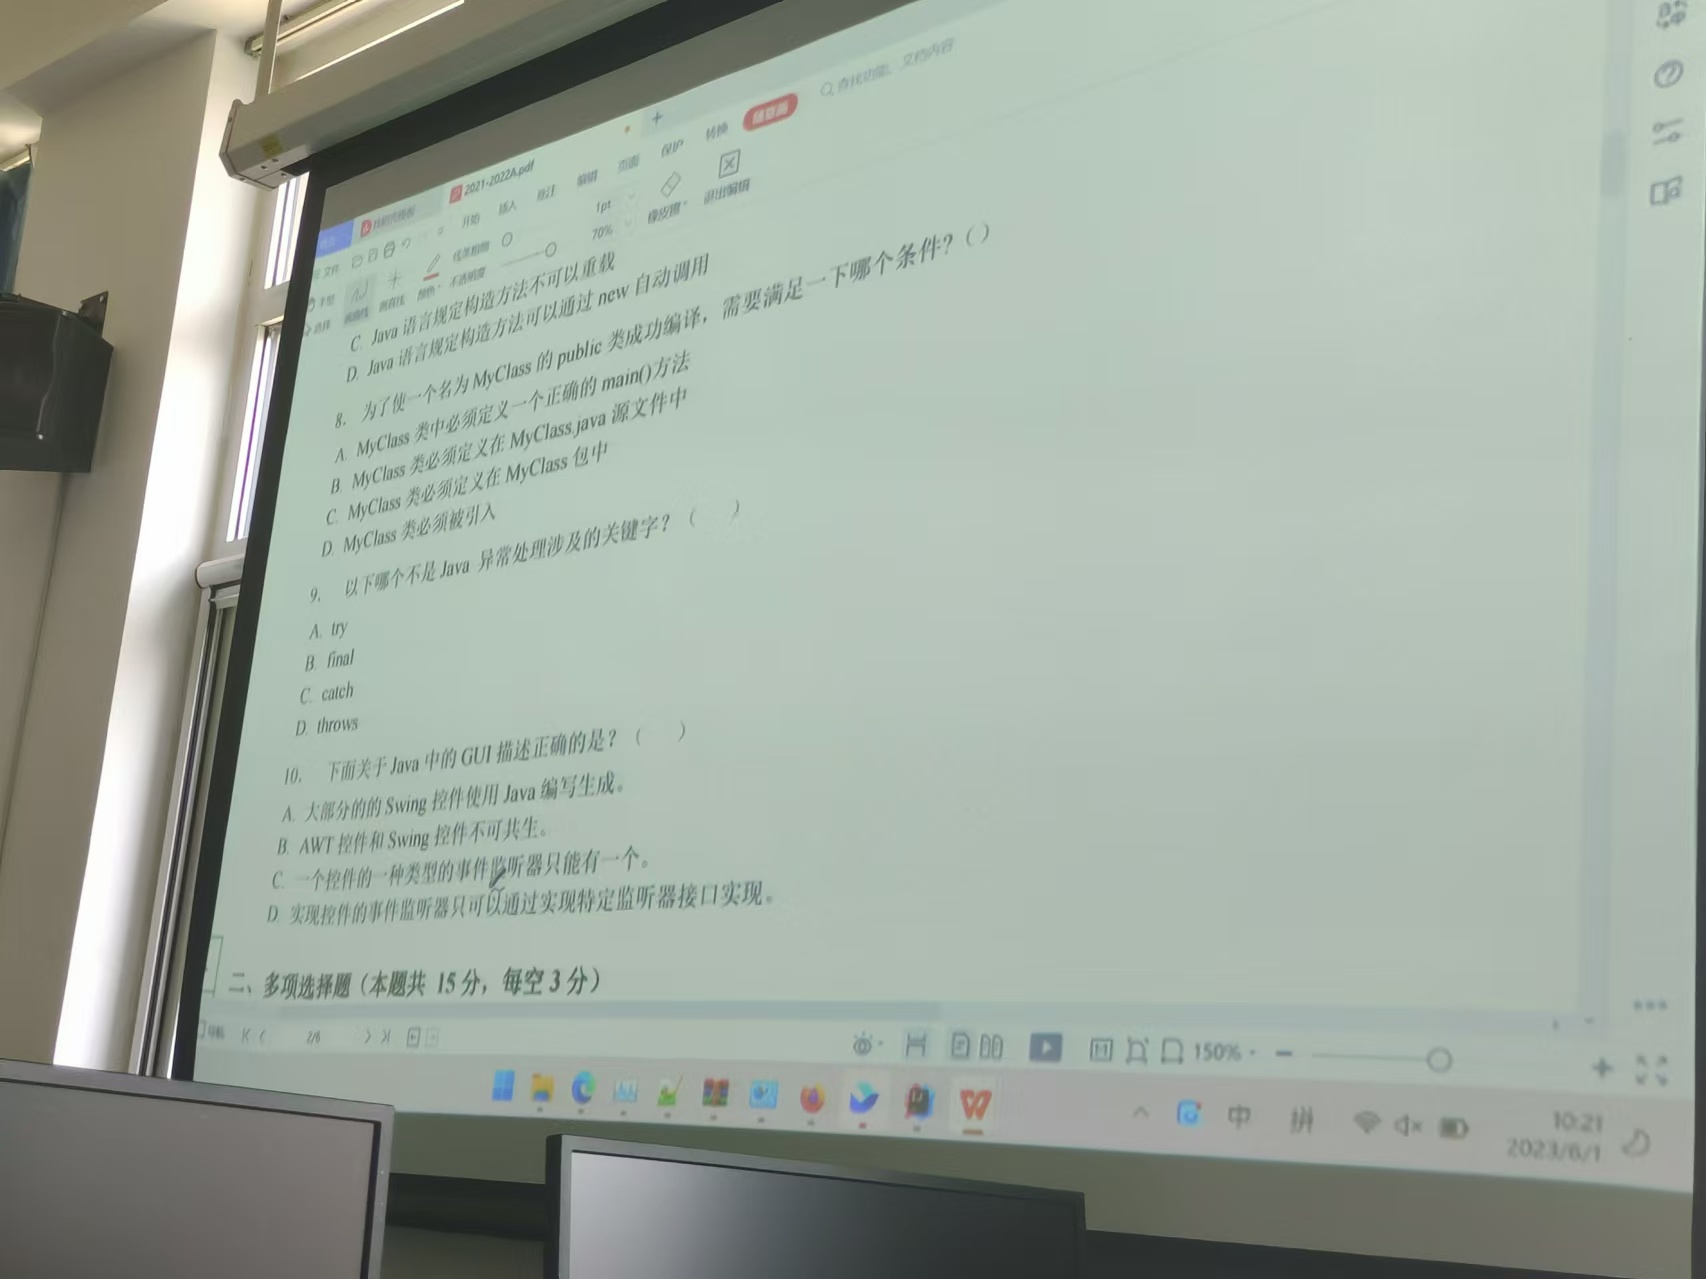 2021-2022A.pdf
+
查找功能、文档内容
开始 插入 批注 编辑 页面 保护 转换
文件
1pt
70%
橡皮擦
退出编辑
C. Java 语言规定构造方法不可以重载
D. Java 语言规定构造方法可以通过 new 自动调用
8. 为了使一个名为 MyClass 的 public 类成功编译，需要满足一下哪个条件?（）
A. MyClass 类中必须定义一个正确的 main()方法
B. MyClass 类必须定义在 MyClass.java 源文件中
C. MyClass 类必须定义在 MyClass 包中
D. MyClass 类必须被引入
9. 以下哪个不是 Java 异常处理涉及的关键字？（ ）
A. try
B. final
C. catch
D. throws
10. 下面关于 Java 中的 GUI 描述正确的是？（ ）
A. 大部分的的 Swing 控件使用 Java 编写生成。
B. AWT 控件和 Swing 控件不可共生。
C. 一个控件的一种类型的事件监听器只能有一个。
D. 实现控件的事件监听器只可以通过实现特定监听器接口实现。
二、多项选择题（本题共 15 分，每空 3 分）
导航 2/8
150%
中 拼
10:21
2023/6/1